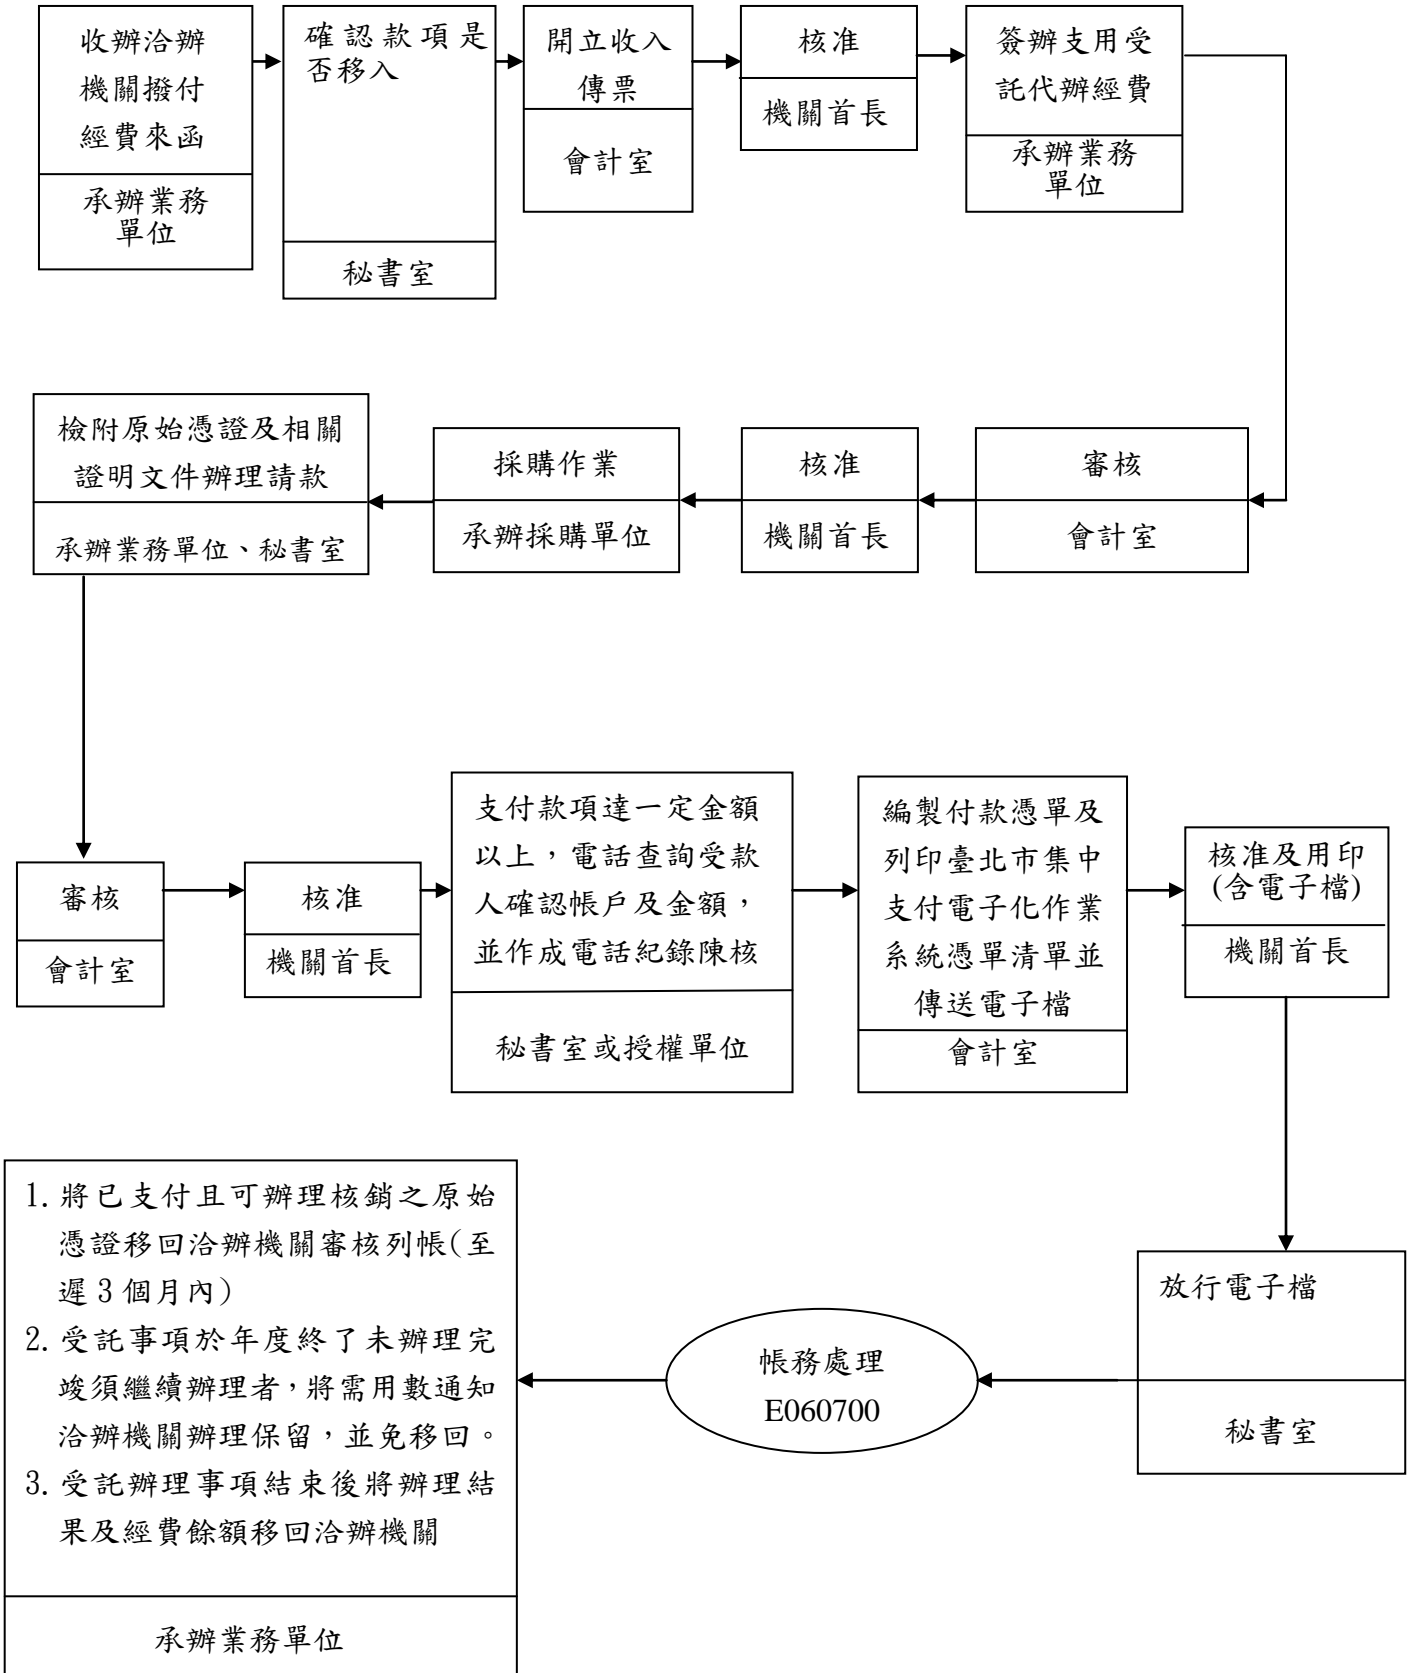 收辦洽辦
機關撥付
經費來函
承辦業務
單位
確認款項是
否移入
秘書室
開立收入
傳票
會計室
核准
機關首長
簽辦支用受
託代辦經費
承辦業務
單位
審核
會計室
核准
機關首長
採購作業
承辦採購單位
檢附原始憑證及相關
證明文件辦理請款
承辦業務單位、秘書室
審核
會計室
核准
機關首長
支付款項達一定金額
以上，電話查詢受款
人確認帳戶及金額，
並作成電話紀錄陳核
秘書室或授權單位
編製付款憑單及
列印臺北市集中
支付電子化作業
系統憑單清單並
傳送電子檔
會計室
核准及用印
(含電子檔)
機關首長
放行電子檔
秘書室
帳務處理
E060700
1. 將已支付且可辦理核銷之原始
憑證移回洽辦機關審核列帳(至
遲 3 個月內)
2. 受託事項於年度終了未辦理完
竣須繼續辦理者，將需用數通知
洽辦機關辦理保留，並免移回。
3. 受託辦理事項結束後將辦理結
果及經費餘額移回洽辦機關
承辦業務單位